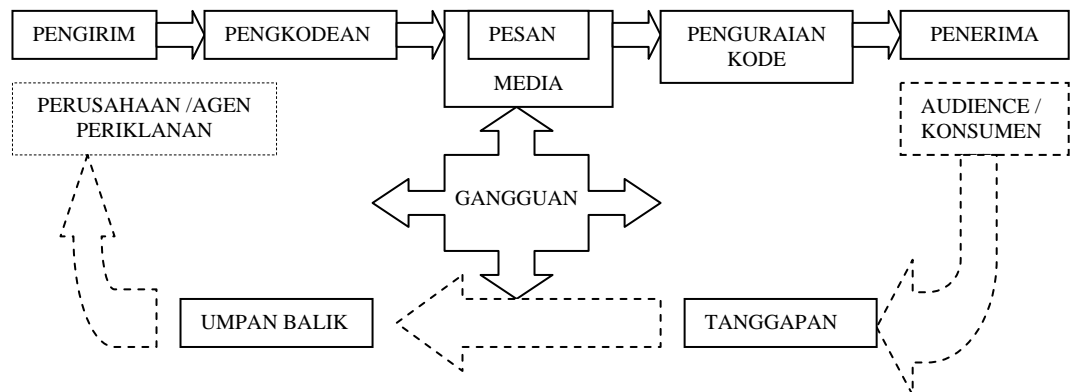 PENGIRIM
PENGKODEAN
PESAN
MEDIA
PENGURAIAN
KODE
PENERIMA
PERUSAHAAN /AGEN
PERIKLANAN
AUDIENCE /
KONSUMEN
GANGGUAN
UMPAN BALIK
TANGGAPAN